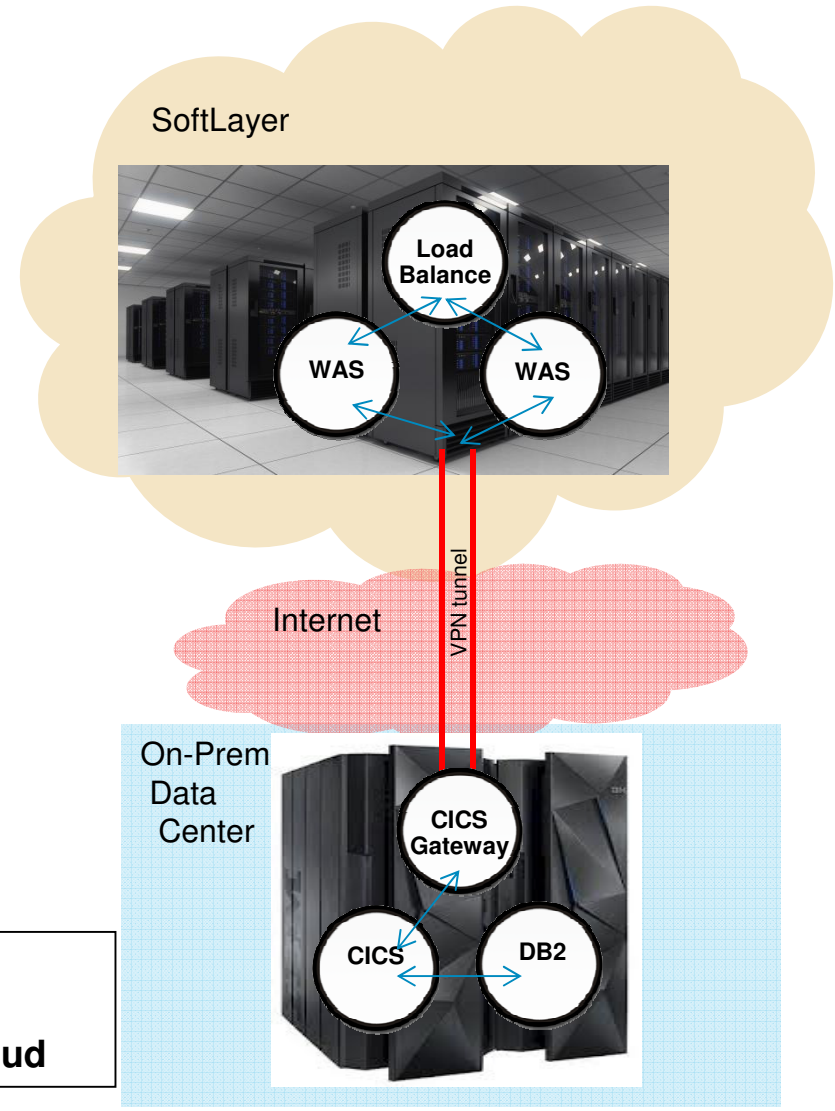 SoftLayer
Load
Balance
WAS
WAS
VPN tunnel
Internet
On-Prem
Data
Center
CICS
Gateway
CICS
DB2
ud